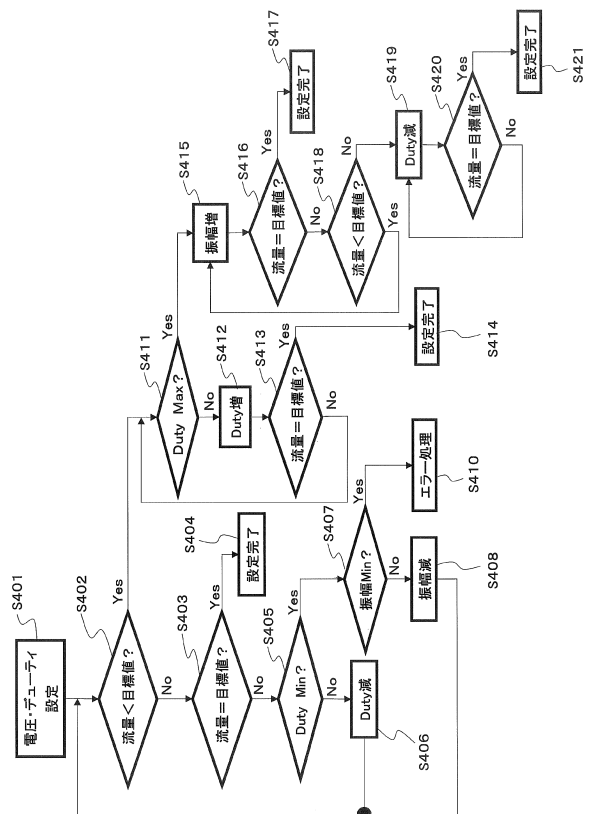 S401
電圧・デューティ
設定
S402
流量＜目標値？
Yes
No
S403
流量＝目標値？
Yes
No
S404
設定完了
S405
Duty Min？
Yes
No
S406
Duty減
S407
振幅Min？
Yes
No
S408
振幅減
S410
エラー処理
S411
Duty Max？
Yes
No
S412
Duty増
S413
流量＝目標値？
Yes
No
S414
設定完了
S415
振幅増
S416
流量＝目標値？
Yes
No
S417
設定完了
S418
流量＜目標値？
No
Yes
S419
Duty減
S420
流量＝目標値？
Yes
No
S421
設定完了